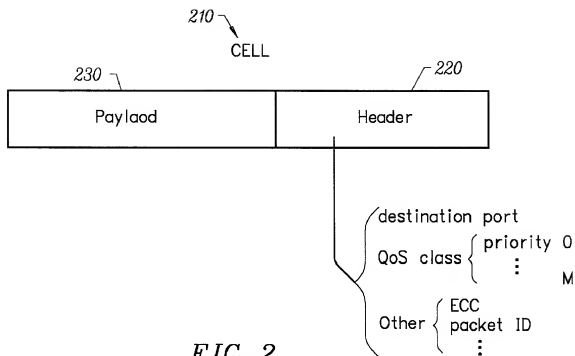 210
CELL
230
220
Paylaod
Header
destination port
QoS class
priority 0
⋮
M
Other
ECC
packet ID
⋮
FIG. 2